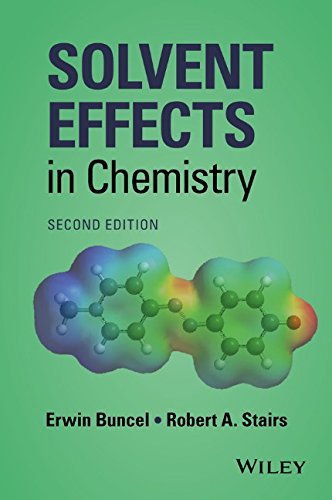 SOLVENT
EFFECTS
in Chemistry
SECOND EDITION
Erwin Buncel • Robert A. Stairs
WILEY